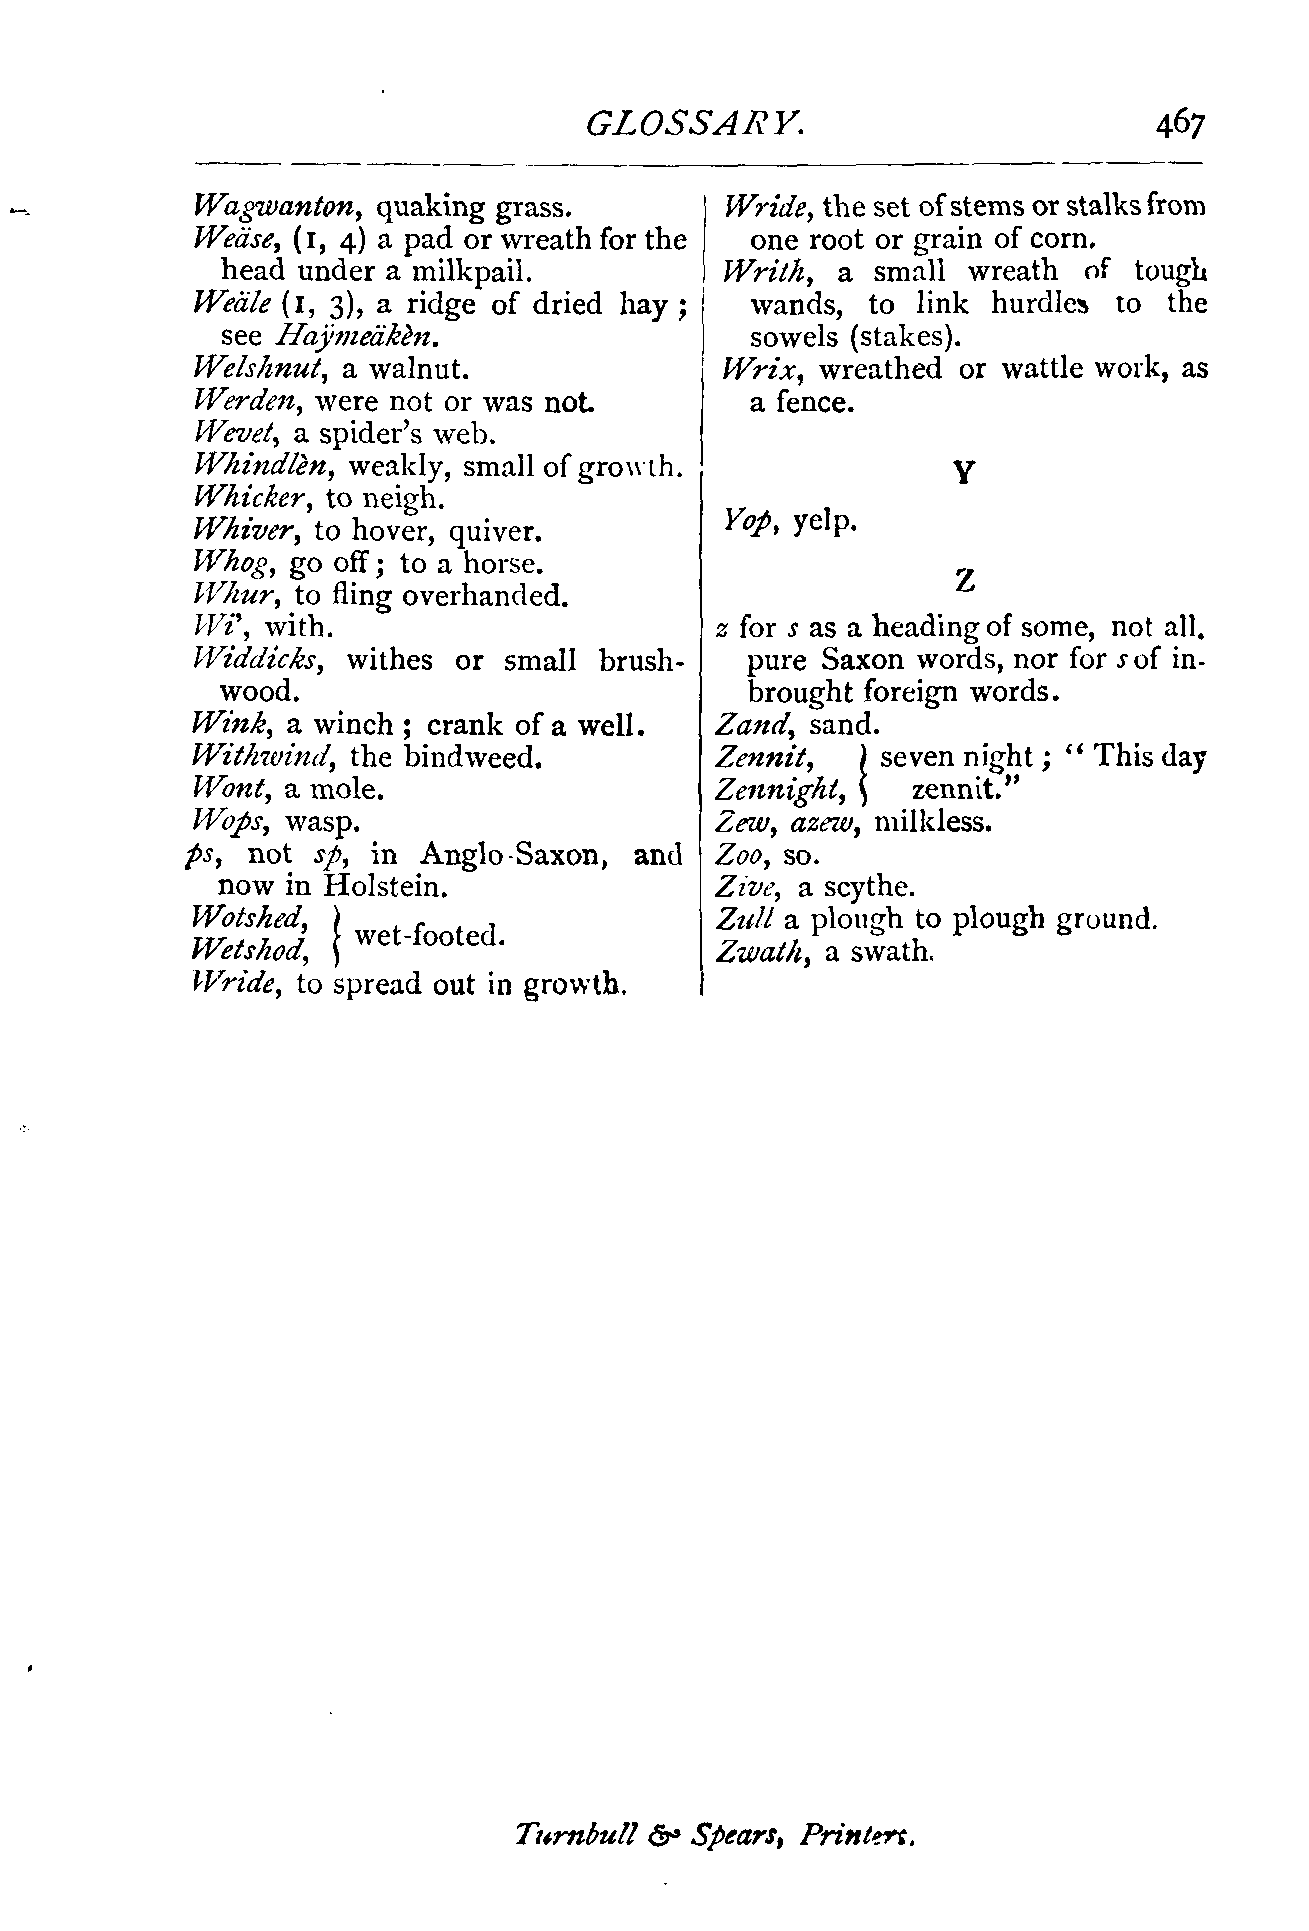 GLOSSARY. 467
Wagwanton, quaking grass.
Weäse, (1, 4) a pad or wreath for the
head under a milkpail.
Weäle (1, 3), a ridge of dried hay ;
see Haÿmeäkèn.
Welshnut, a walnut.
Werden, were not or was not.
Wevet, a spider's web.
Whindlèn, weakly, small of growth.
Whicker, to neigh.
Whiver, to hover, quiver.
Whog, go off ; to a horse.
Whur, to fling overhanded.
Wi', with.
Widdicks, withes or small brush-
wood.
Wink, a winch ; crank of a well.
Withwind, the bindweed.
Wont, a mole.
Wops, wasp.
ps, not sp, in Anglo-Saxon, and
now in Holstein.
Wotshed, }
Wetshod, } wet-footed.
Wride, to spread out in growth.
Wride, the set of stems or stalks from
one root or grain of corn.
Writh, a small wreath of tough
wands, to link hurdles to the
sowels (stakes).
Wrix, wreathed or wattle work, as
a fence.
Y
Yop, yelp.
Z
z for s as a heading of some, not all.
pure Saxon words, nor for s of in-
brought foreign words.
Zand, sand.
Zennit, } seven night ; “ This day
Zennight, } zennit.”
Zew, azew, milkless.
Zoo, so.
Zive, a scythe.
Zull a plough to plough ground.
Zwath, a swath.
Turnbull & Spears, Printers.